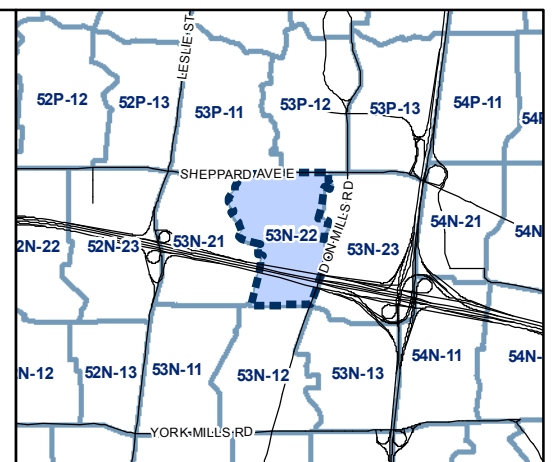 LESLIE ST
52P-12
52P-13
53P-11
53P-12
53P-13
54P-11
54P
SHEPPARD AVE E
DON MILLS RD
2N-22
52N-23
53N-21
53N-22
53N-23
54N-21
54N
N-12
52N-13
53N-11
53N-12
53N-13
54N-11
54N-
YORK MILLS RD